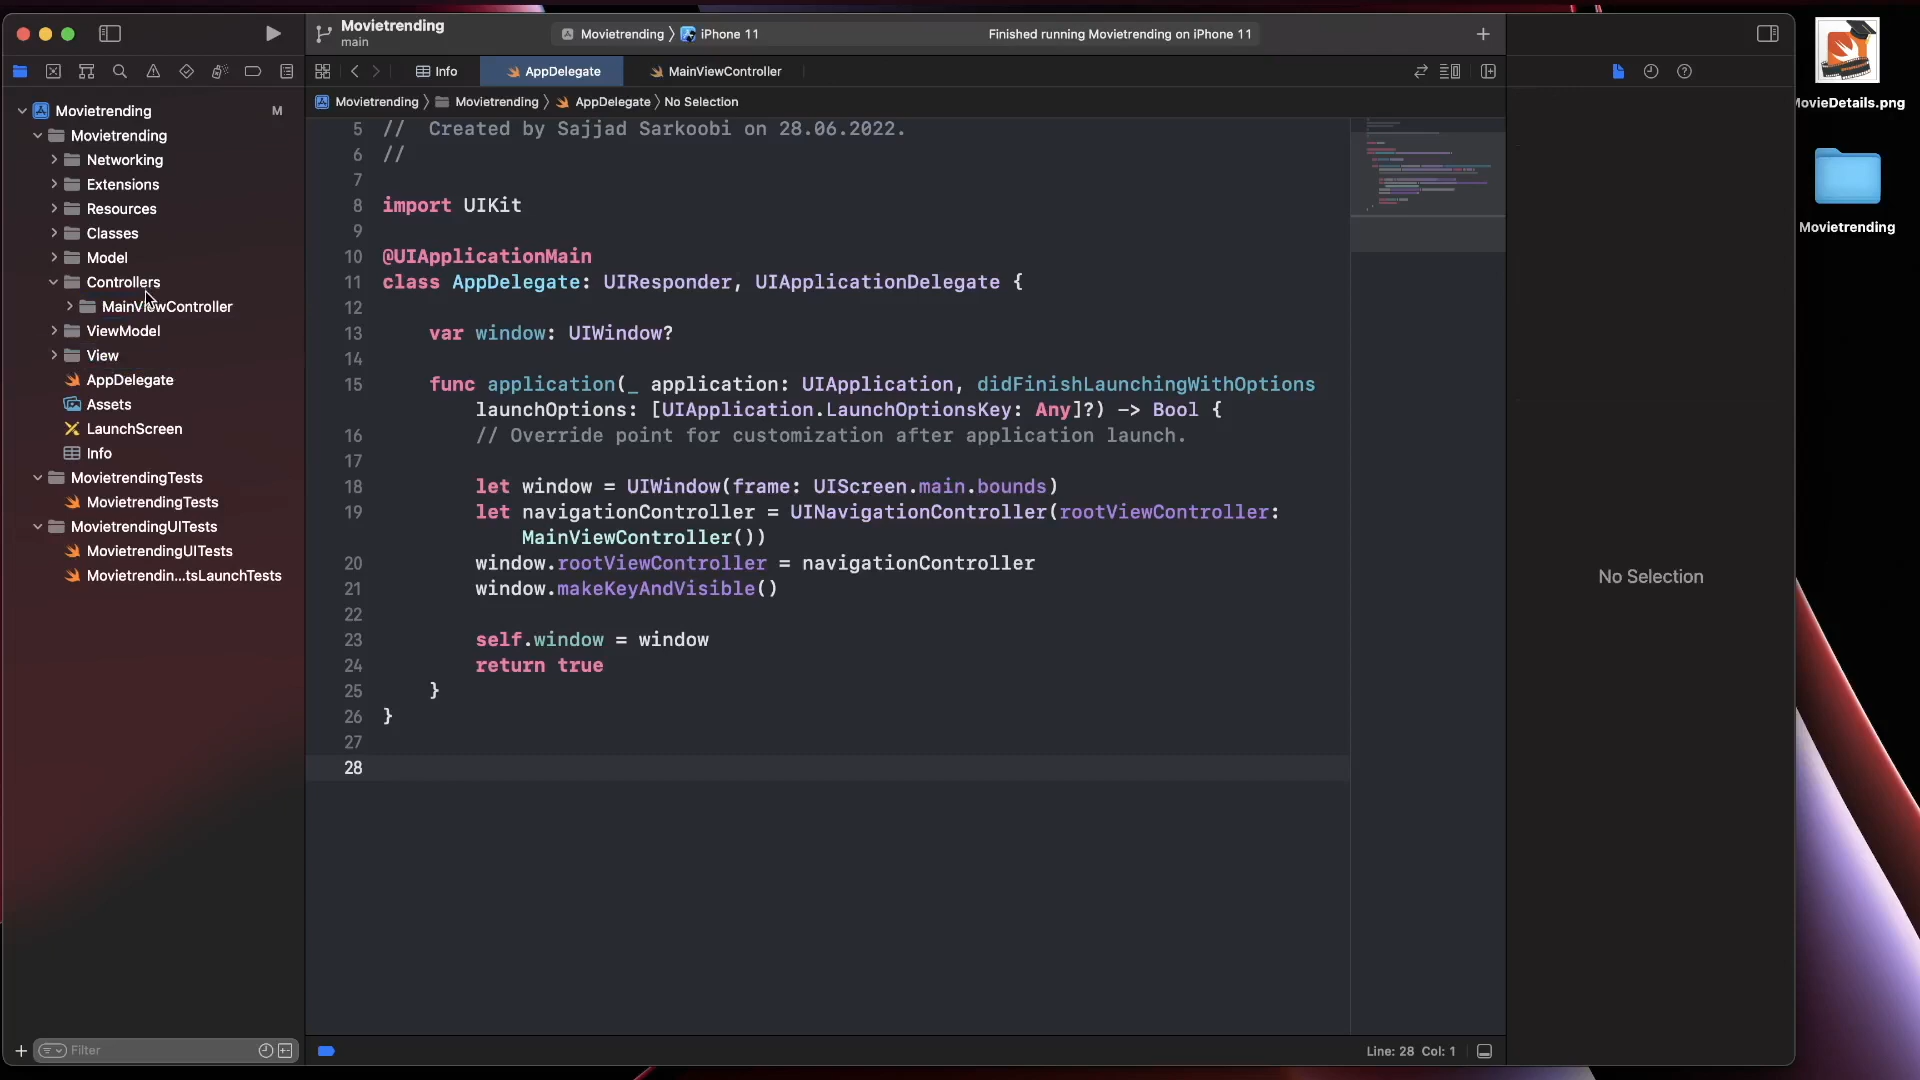 Movietrending
main
Movietrending 〉 iPhone 11
Finished running Movietrending on iPhone 11
Info
AppDelegate
MainViewController
Movietrending 〉 Movietrending 〉 AppDelegate 〉 No Selection
Movietrending M
Movietrending
Networking
Extensions
Resources
Classes
Model
Controllers
MainViewController
ViewModel
View
AppDelegate
Assets
LaunchScreen
Info
MovietrendingTests
MovietrendingTests
MovietrendingUITests
MovietrendingUITests
Movietrendin...tsLaunchTests
Filter
5 // Created by Sajjad Sarkoobi on 28.06.2022.
6 //
7
8 import UIKit
9
10 @UIApplicationMain
11 class AppDelegate: UIResponder, UIApplicationDelegate {
12
13 var window: UIWindow?
14
15 func application(_ application: UIApplication, didFinishLaunchingWithOptions
launchOptions: [UIApplication.LaunchOptionsKey: Any]?) -> Bool {
16 // Override point for customization after application launch.
17
18 let window = UIWindow(frame: UIScreen.main.bounds)
19 let navigationController = UINavigationController(rootViewController:
MainViewController())
20 window.rootViewController = navigationController
21 window.makeKeyAndVisible()
22
23 self.window = window
24 return true
25 }
26 }
27
28
Line: 28 Col: 1
No Selection
MovieDetails.png
Movietrending